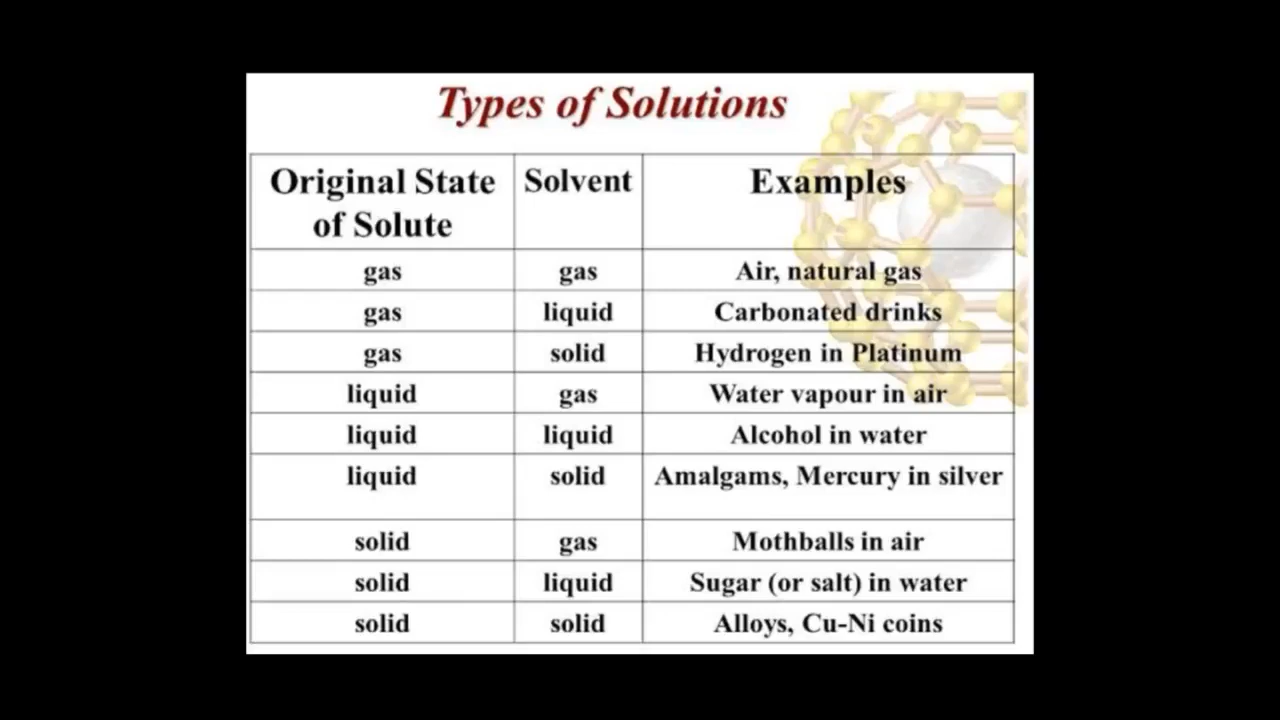 Types of Solutions
Original State Solvent Examples
of Solute
gas gas Air, natural gas
gas liquid Carbonated drinks
gas solid Hydrogen in Platinum
liquid gas Water vapour in air
liquid liquid Alcohol in water
liquid solid Amalgams, Mercury in silver
solid gas Mothballs in air
solid liquid Sugar (or salt) in water
solid solid Alloys, Cu-Ni coins